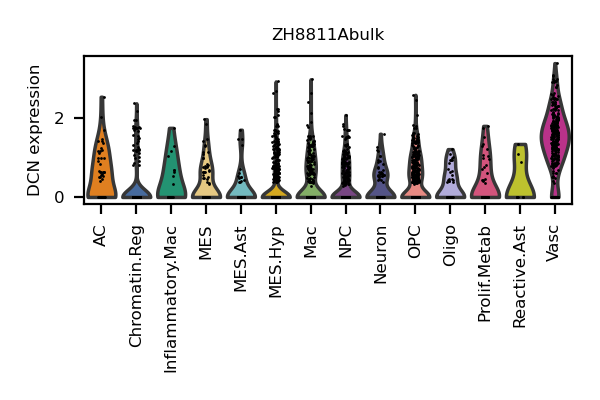 ZH8811Abulk
DCN expression
2
0
AC
Chromatin.Reg
Inflammatory.Mac
MES
MES.Ast
MES.Hyp
Mac
NPC
Neuron
OPC
Oligo
Prolif.Metab
Reactive.Ast
Vasc